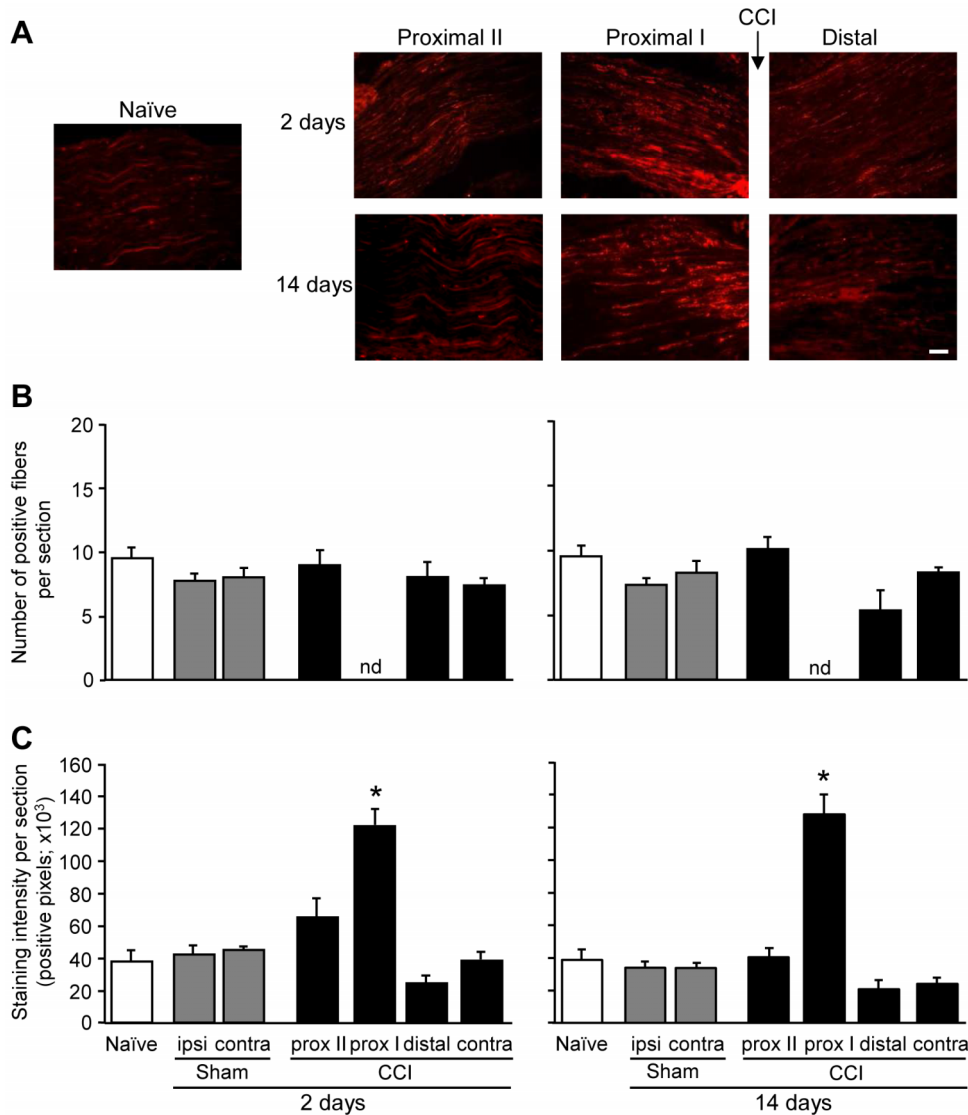 A
CCI
Proximal II Proximal I Distal
Naïve
2 days
14 days
B
Number of positive fibers
per section
20
15
10
5
0
nd
nd
C
Staining intensity per section
(positive pixels; x10³)
160
140
120
100
80
60
40
20
0
*
*
Naïve ipsi contra prox II prox I distal contra
Sham CCI
2 days
Naïve ipsi contra prox II prox I distal contra
Sham CCI
14 days